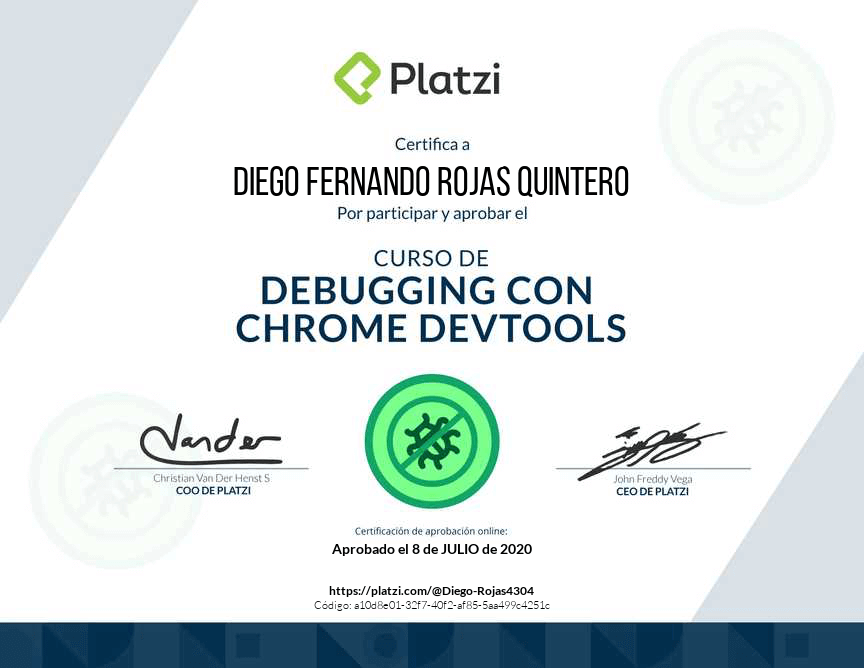 Platzi
Certifica a
DIEGO FERNANDO ROJAS QUINTERO
Por participar y aprobar el
CURSO DE
DEBUGGING CON
CHROME DEVTOOLS
Vander
Christian Van Der Henst S
COO DE PLATZI
John Freddy Vega
CEO DE PLATZI
Certificación de aprobación online:
Aprobado el 8 de JULIO de 2020
https://platzi.com/@Diego-Rojas4304
Código: a10d8e01-32f7-40f2-af85-5aa499c4251c